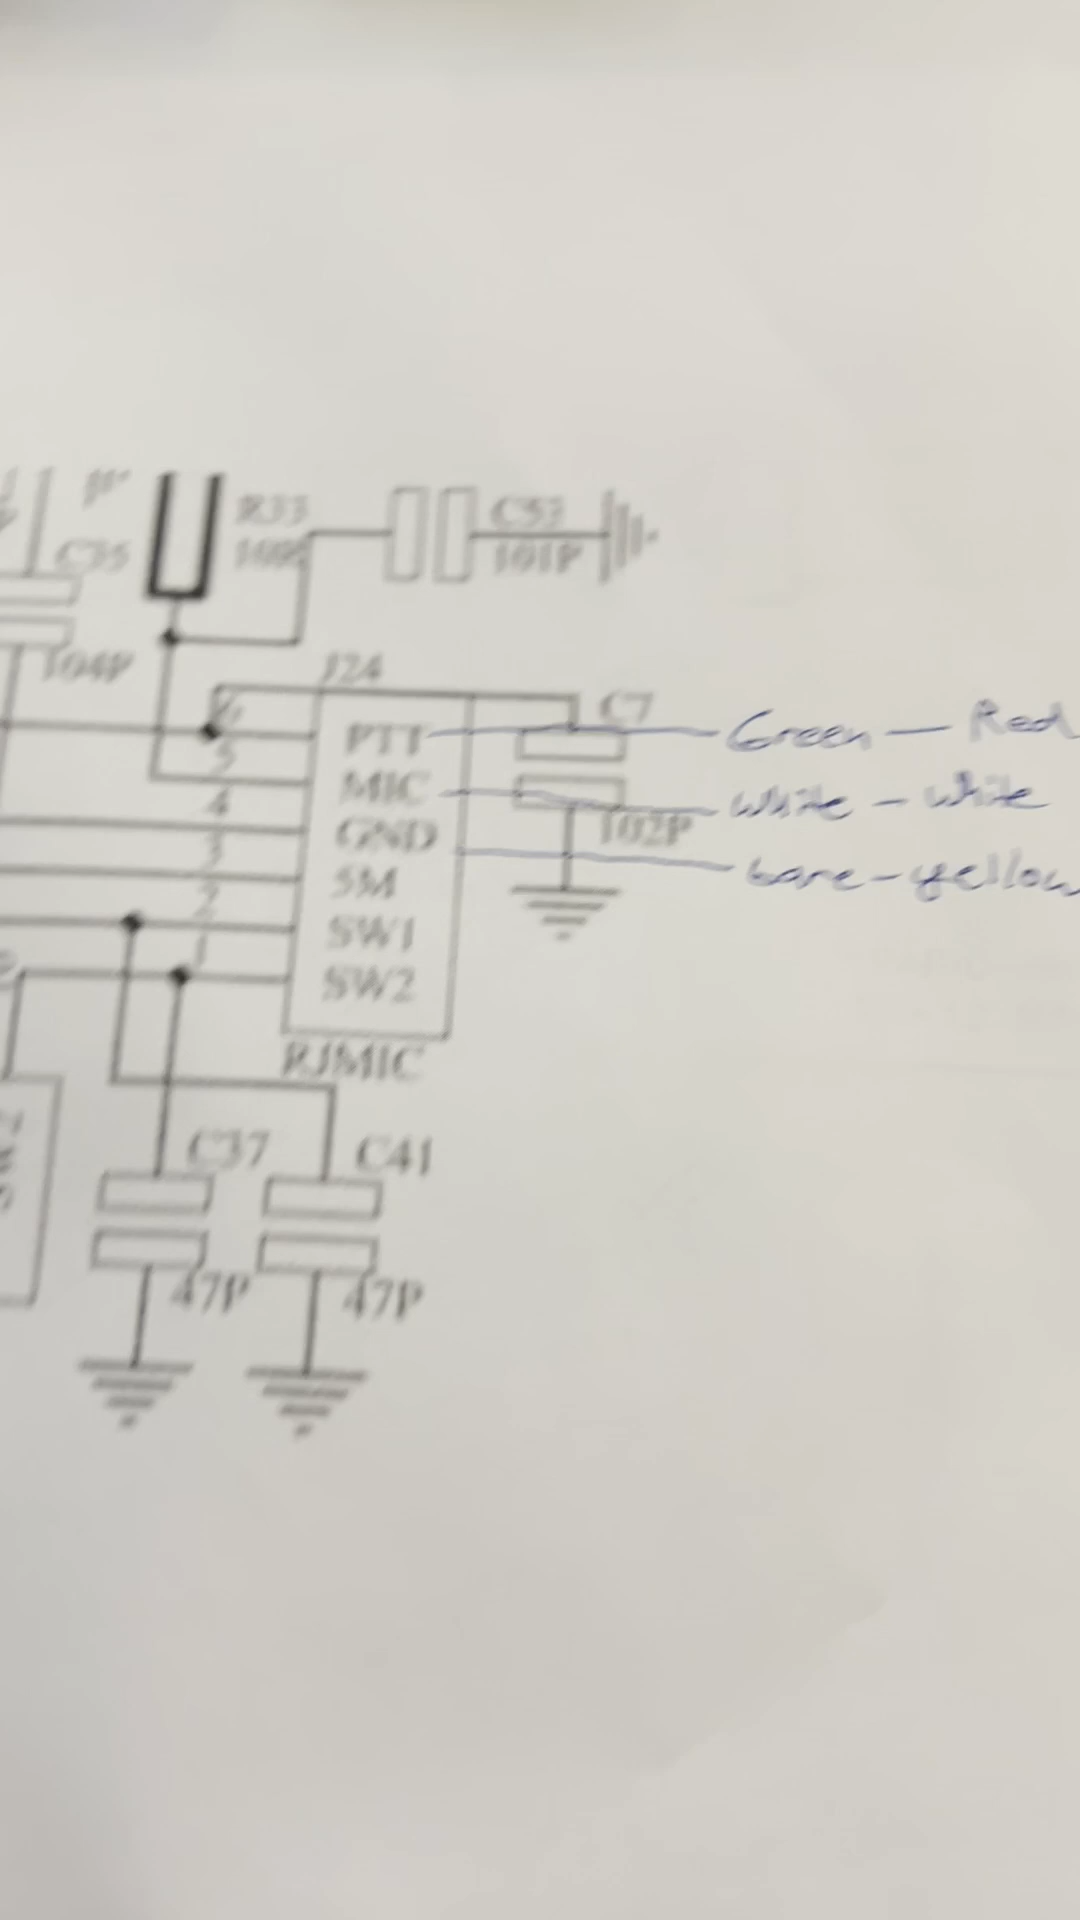 R33
C53
C35
101P
104P
J24
C7
6
PTT Green — Red
5
MIC white - white
4
102P
GND bare - yellow
3
SM
2
SW1
1
SW2
RJMIC
C37 C41
47P 47P